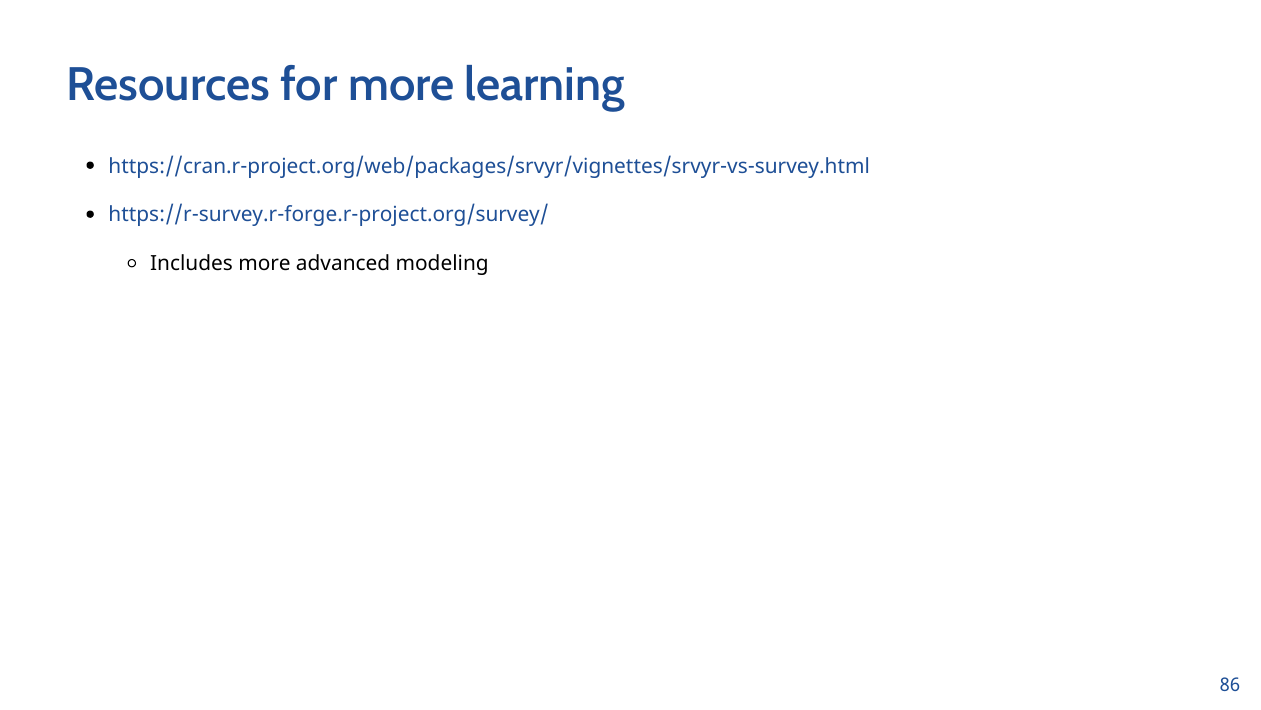 Resources for more learning
https://cran.r-project.org/web/packages/srvyr/vignettes/srvyr-vs-survey.html
https://r-survey.r-forge.r-project.org/survey/
Includes more advanced modeling
86